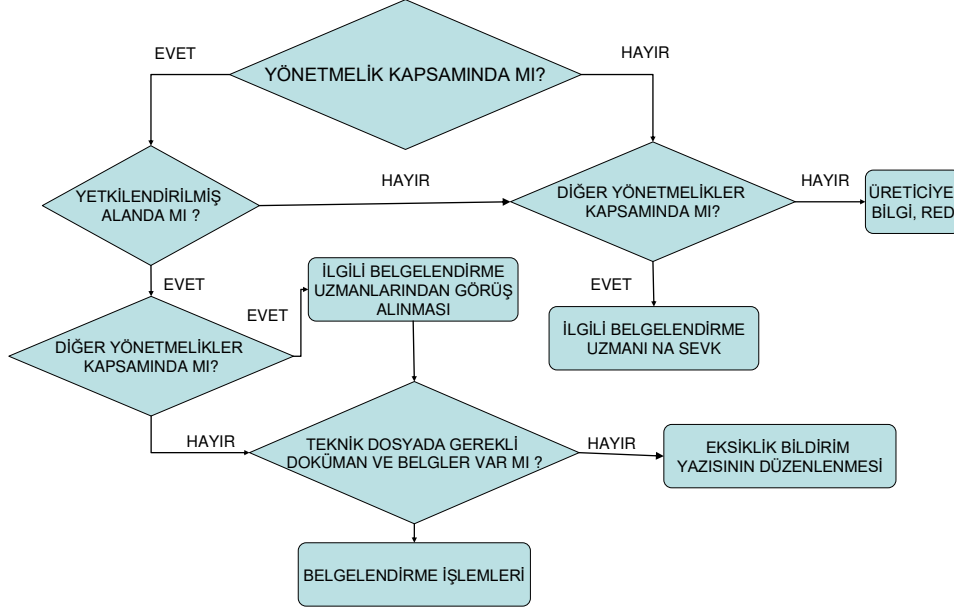 EVET
HAYIR
YÖNETMELİK KAPSAMINDA MI?
YETKİLENDİRİLMİŞ
ALANDA MI ?
HAYIR
DİĞER YÖNETMELİKLER
KAPSAMINDA MI?
HAYIR
ÜRETİCİYE
BİLGİ, RED
EVET
İLGİLİ BELGELENDİRME
UZMANLARINDAN GÖRÜŞ
ALINMASI
EVET
EVET
İLGİLİ BELGELENDİRME
UZMANI NA SEVK
DİĞER YÖNETMELİKLER
KAPSAMINDA MI?
HAYIR
TEKNİK DOSYADA GEREKLİ
DOKÜMAN VE BELGLER VAR MI ?
HAYIR
EKSİKLİK BİLDİRİM
YAZISININ DÜZENLENMESİ
BELGELENDİRME İŞLEMLERİ